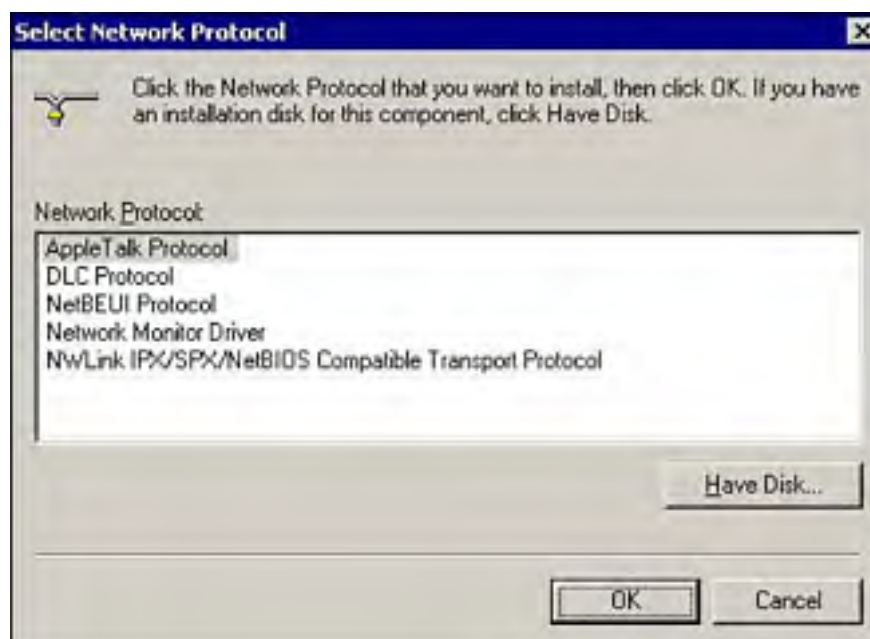 Select Network Protocol
Click the Network Protocol that you want to install, then click OK. If you have
an installation disk for this component, click Have Disk.
Network Protocol:
AppleTalk Protocol
DLC Protocol
NetBEUI Protocol
Network Monitor Driver
NWLink IPX/SPX/NetBIOS Compatible Transport Protocol
Have Disk...
OK
Cancel